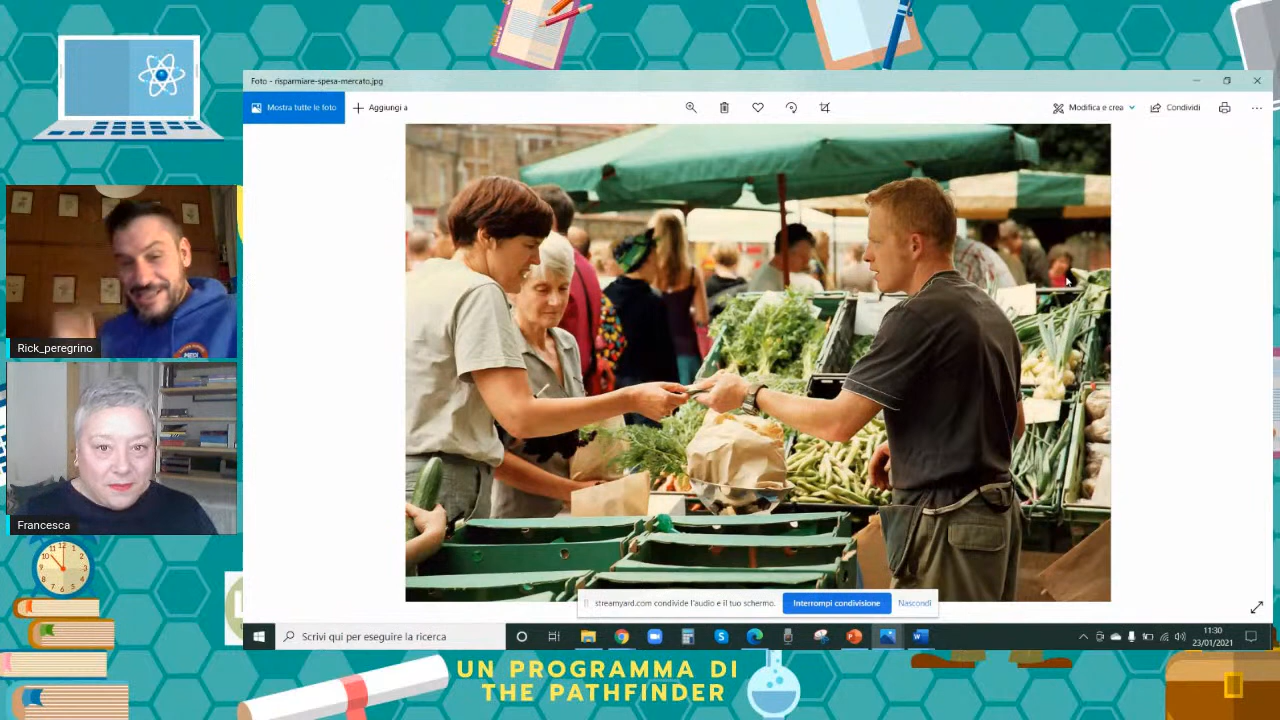 Foto - risparmiare-spesa-mercato.jpg
Mostra tutte le foto
Aggiungi a
Modifica e crea
Condividi
Rick_peregrino
Francesca
streamyard.com condivide l'audio e il tuo schermo.
Interrompi condivisione
Nascondi
Scrivi qui per eseguire la ricerca
11:30
23/01/2021
UN PROGRAMMA DI
THE PATHFINDER